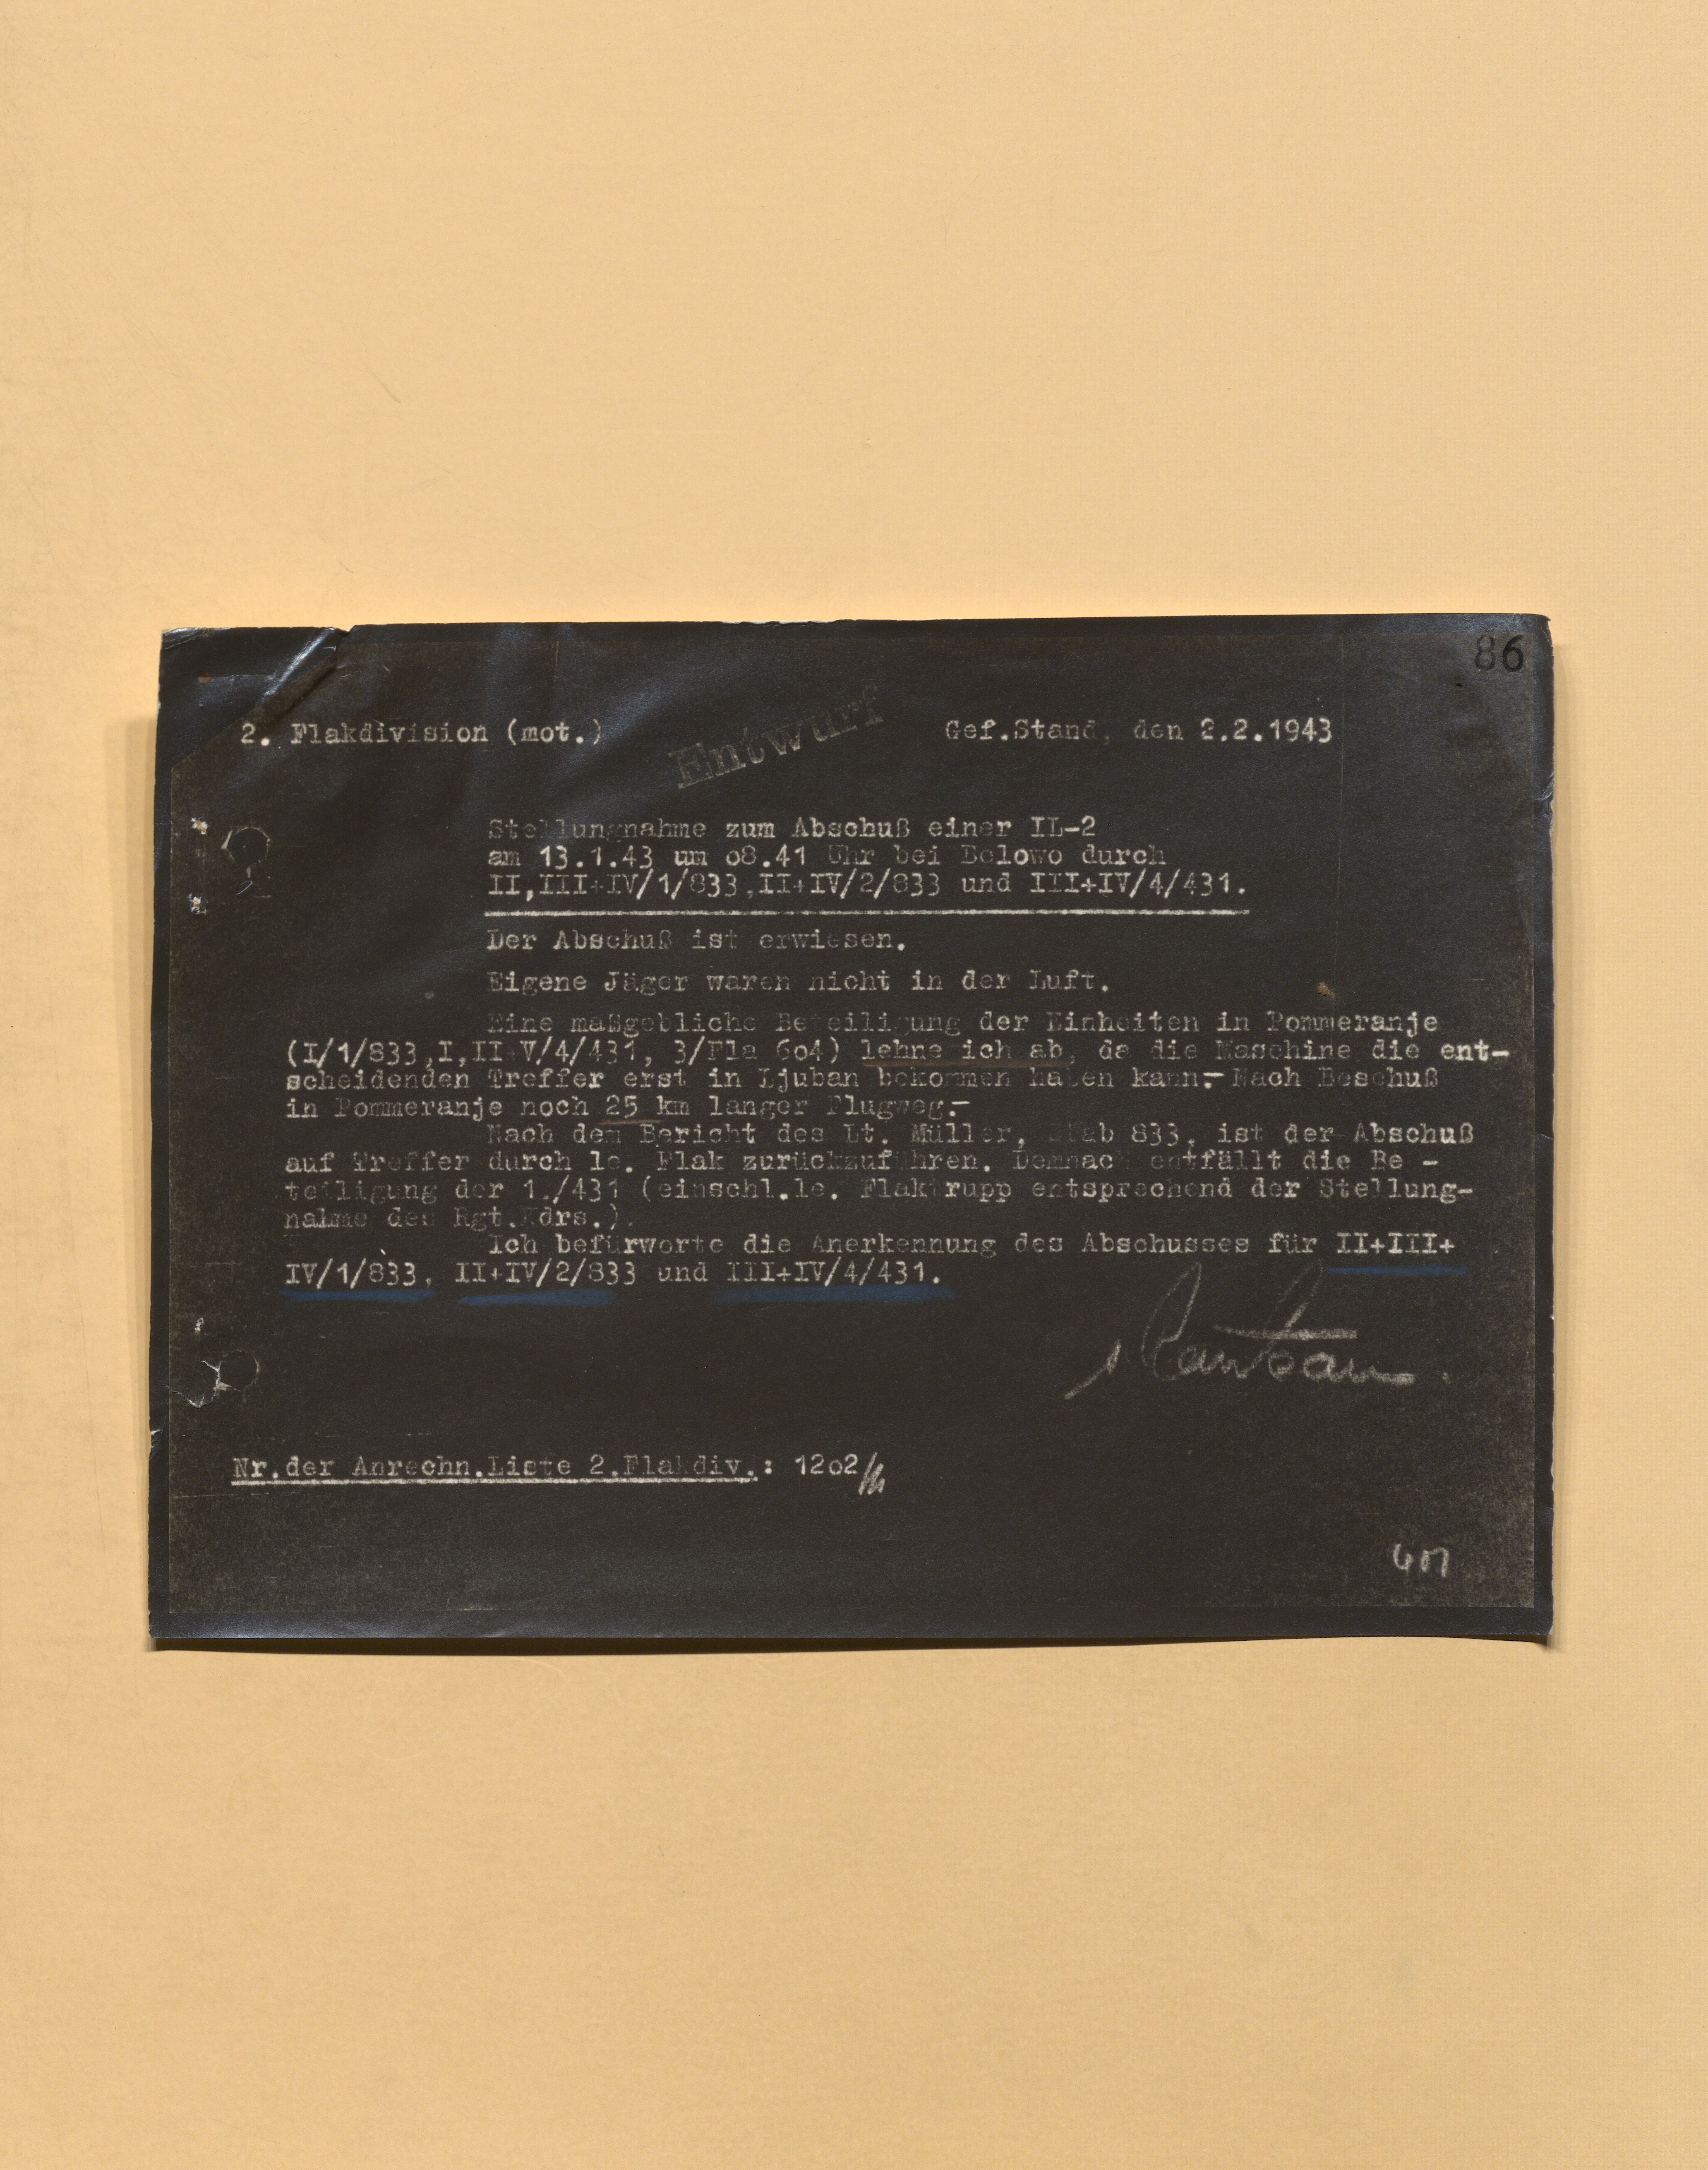 86
2. Flakdivision (mot.)
Entwurf
Gef.Stand, den 2.2.1943
Stellungnahme zum Abschuß einer IL-2
am 13.1.43 um o8.41 Uhr bei Belowo durch
II,III+IV/1/833,II+IV/2/833 und III+IV/4/431.
Der Abschuß ist erwiesen.
Eigene Jäger waren nicht in der Luft.
Eine maßgebliche Beteiligung der Einheiten in Pommeranje
(I/1/833,I,II V/4/431, 3/Fla 6o4) lehne ich ab, da die Maschine die ent-
scheidenden Treffer erst in Ljuban bekommen haben kann.- Nach Beschuß
in Pommeranje noch 25 km langer Flugweg.-
Nach dem Bericht des Lt. Müller, Stab 833, ist der Abschuß
auf Treffer durch le. Flak zurückzuführen. Demnach entfällt die Be -
teiligung der 1./431 (einschl.le. Flaktrupp entsprechend der Stellung-
nahme des Rgt.Kdrs.).
Ich befürworte die Anerkennung des Abschusses für II+III+
IV/1/833, II+IV/2/833 und III+IV/4/431.
Nr.der Anrechn.Liste 2.Flakdiv.: 12o2/